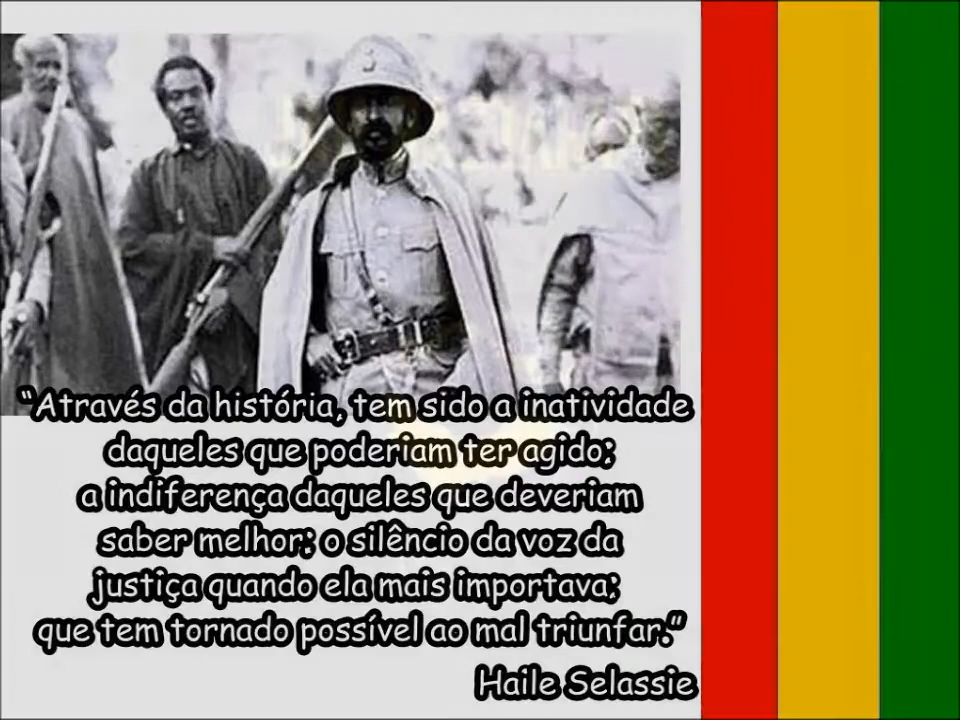 “Através da história, tem sido a inatividade
daqueles que poderiam ter agido;
a indiferença daqueles que deveriam
saber melhor; o silêncio da voz da
justiça quando ela mais importava;
que tem tornado possível ao mal triunfar.”
Haile Selassie